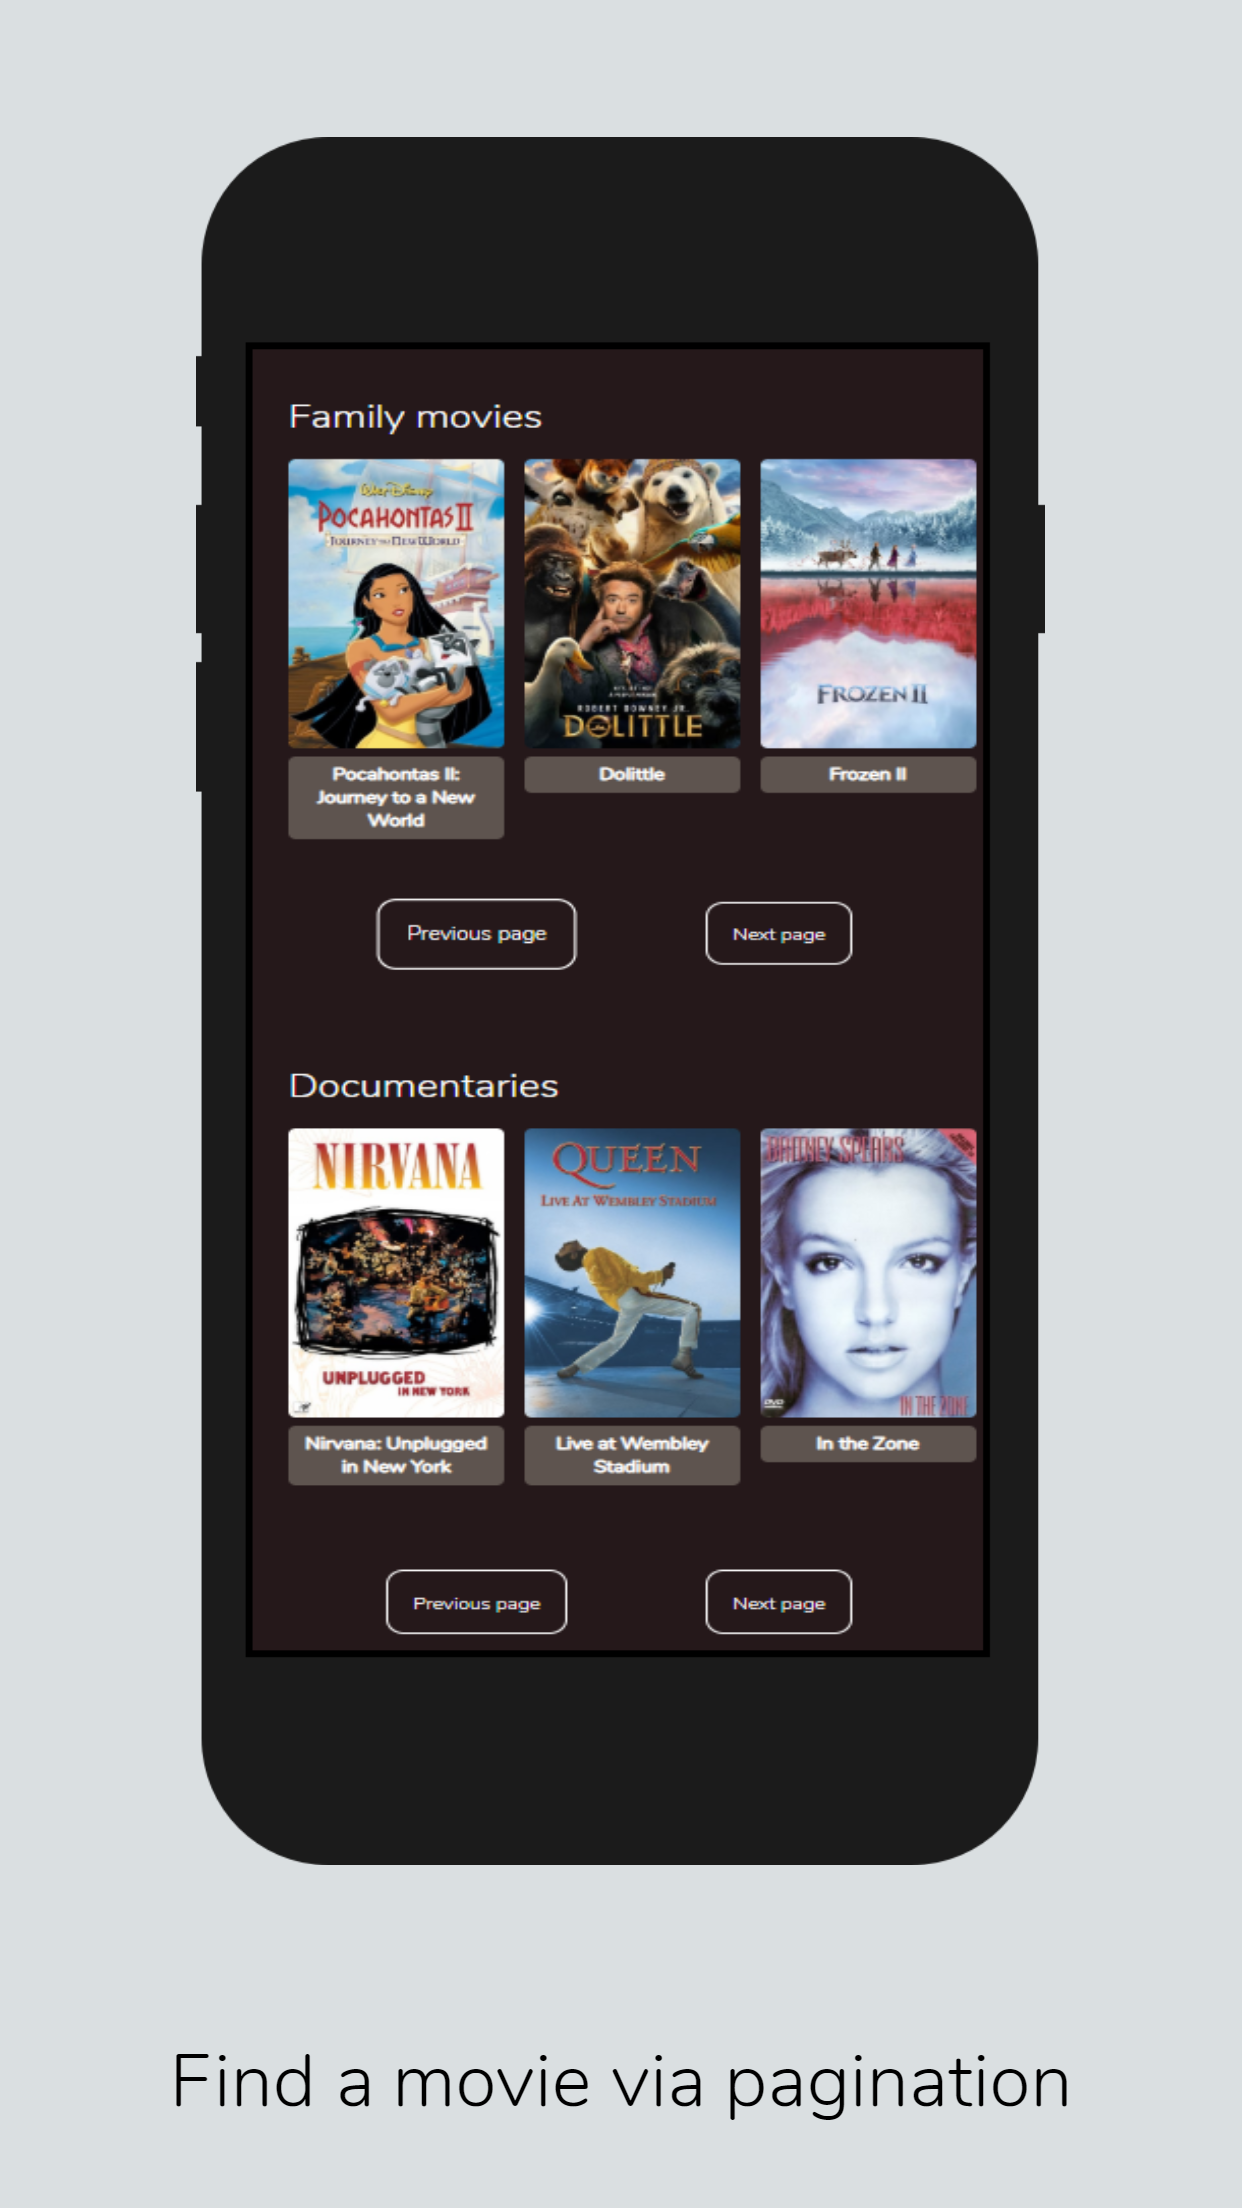 Family movies
Walt Disney
POCAHONTAS II
JOURNEY TO A NEW WORLD
ROBERT DOWNEY JR.
DOLITTLE
FROZEN II
Pocahontas II:
Journey to a New
World
Dolittle
Frozen II
Previous page
Next page
Documentaries
NIRVANA
UNPLUGGED
IN NEW YORK
QUEEN
LIVE AT WEMBLEY STADIUM
BRITNEY SPEARS
DVD
IN THE ZONE
Nirvana: Unplugged
in New York
Live at Wembley
Stadium
In the Zone
Previous page
Next page
Find a movie via pagination